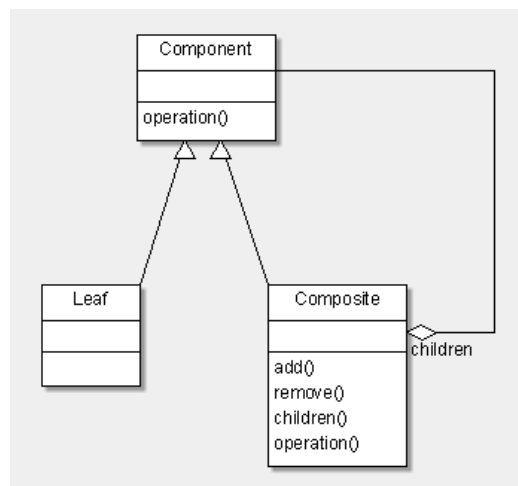 Component
operation()
Leaf
Composite
children
add()
remove()
children()
operation()